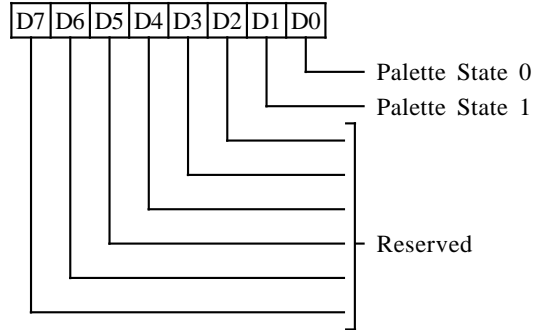 D7 D6 D5 D4 D3 D2 D1 D0
Palette State 0
Palette State 1
Reserved